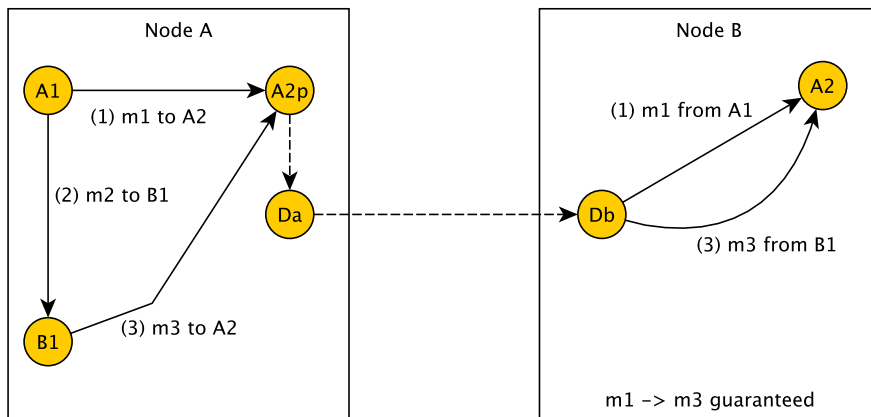 Node A
Node B
A1
A2p
A2
(1) m1 to A2
(1) m1 from A1
(2) m2 to B1
Da
Db
(3) m3 from B1
(3) m3 to A2
B1
m1 -> m3 guaranteed